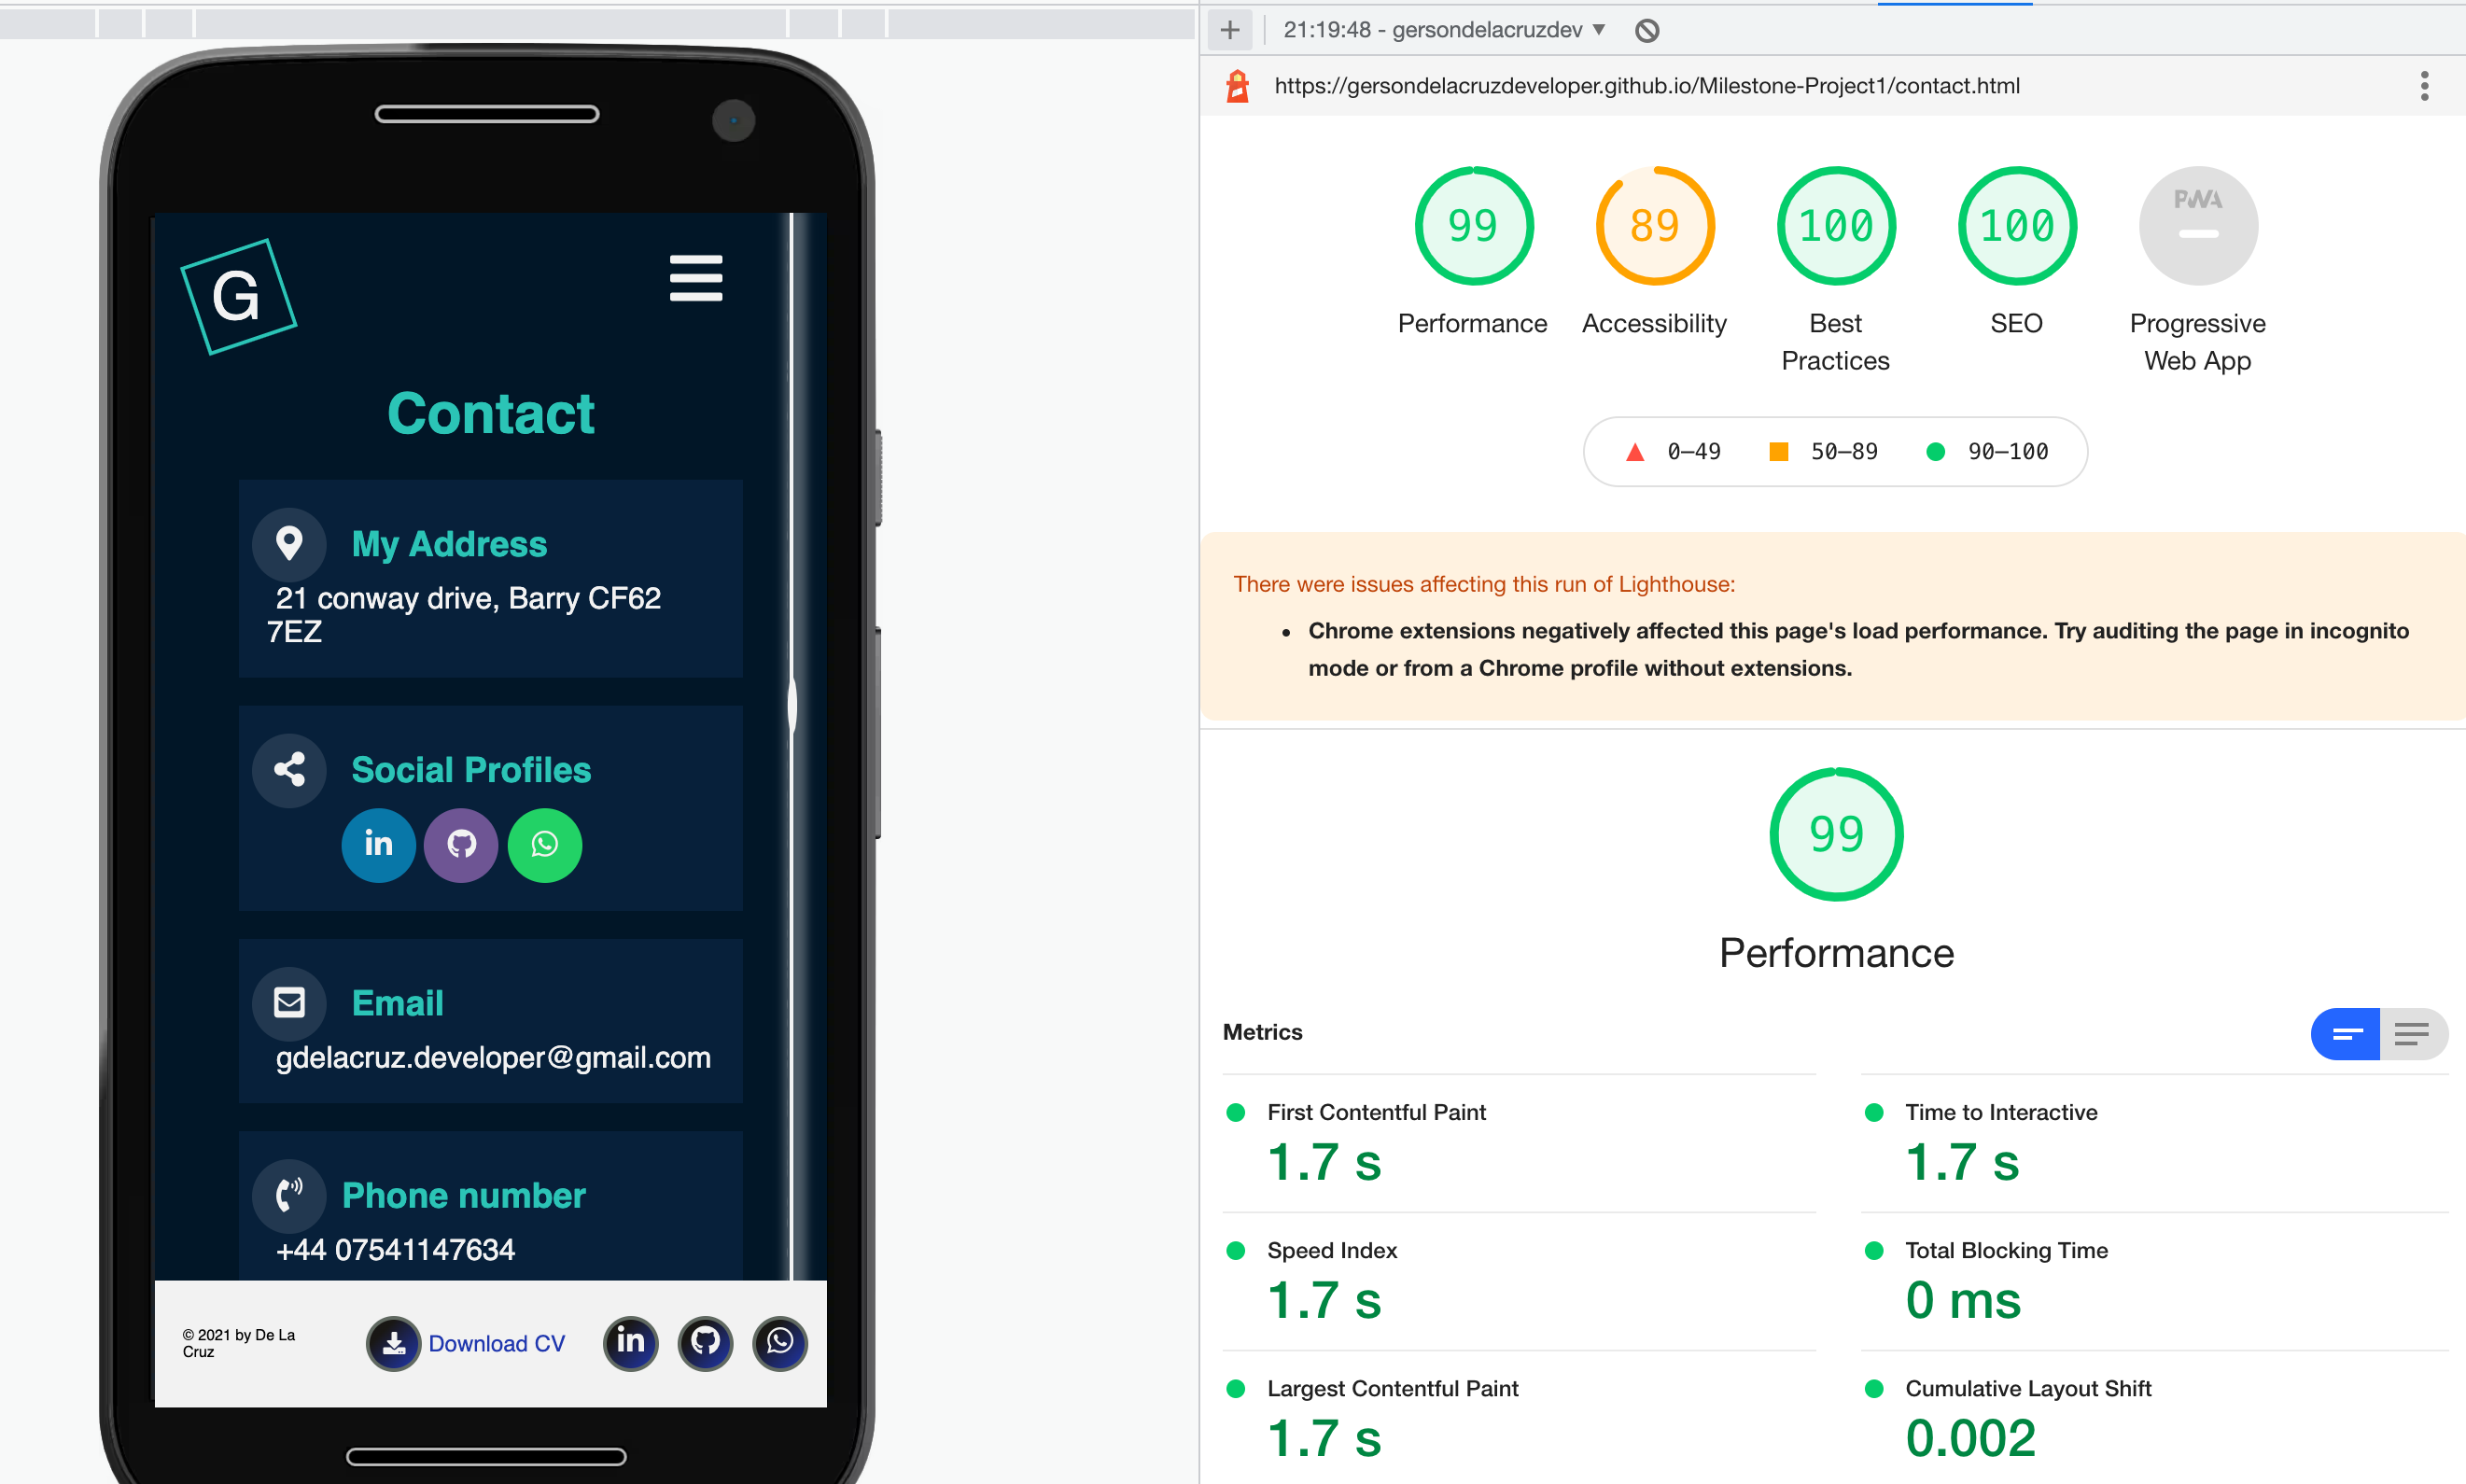 G
Contact
My Address
21 conway drive, Barry CF62
7EZ
Social Profiles
in
Email
gdelacruz.developer@gmail.com
Phone number
+44 07541147634
© 2021 by De La
Cruz
Download CV
in
+ 21:19:48 - gersondelacruzdev ▼
https://gersondelacruzdeveloper.github.io/Milestone-Project1/contact.html
99 89 100 100 PWA
Performance Accessibility Best SEO Progressive
Practices Web App
0–49 50–89 90–100
There were issues affecting this run of Lighthouse:
• Chrome extensions negatively affected this page's load performance. Try auditing the page in incognito
mode or from a Chrome profile without extensions.
99
Performance
Metrics
First Contentful Paint
1.7 s
Time to Interactive
1.7 s
Speed Index
1.7 s
Total Blocking Time
0 ms
Largest Contentful Paint
1.7 s
Cumulative Layout Shift
0.002